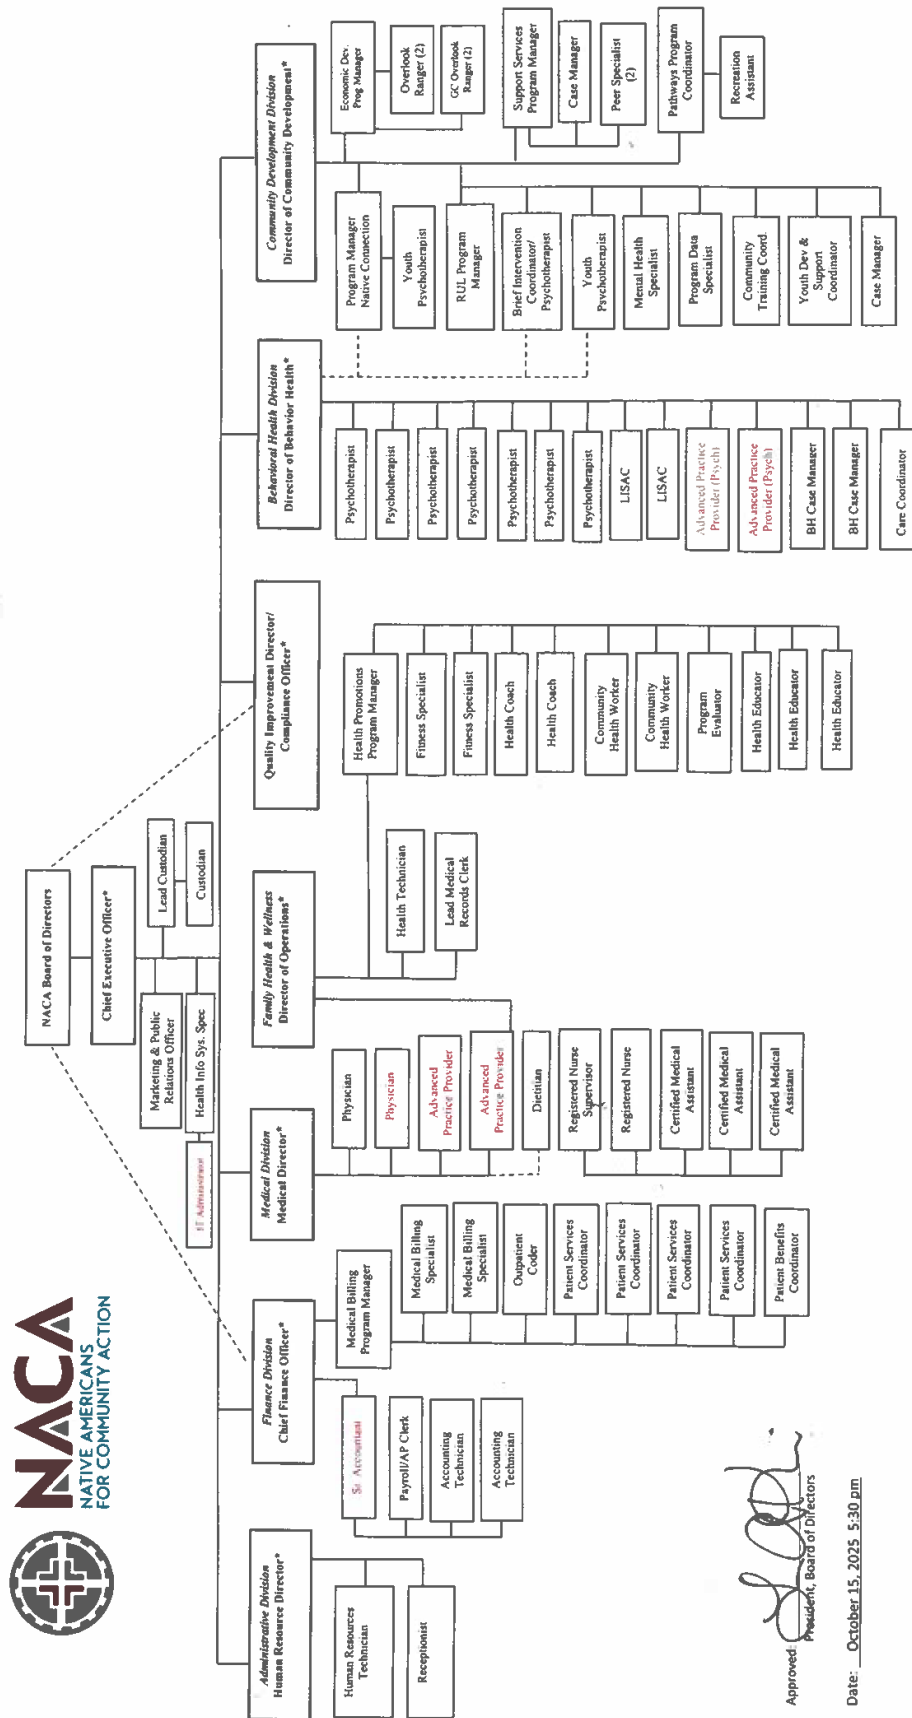 NACA
NATIVE AMERICANS
FOR COMMUNITY ACTION
NACA Board of Directors
Chief Executive Officer*
Marketing & Public
Relations Officer
Health Info Sys. Spec
IT Administrator
Lead Custodian
Custodian
Administrative Division
Human Resource Director*
Human Resources
Technician
Receptionist
Finance Division
Chief Finance Officer*
Sr. Accountant
Payroll/AP Clerk
Accounting
Technician
Accounting
Technician
Medical Billing
Program Manager
Medical Billing
Specialist
Medical Billing
Specialist
Outpatient
Coder
Patient Services
Coordinator
Patient Services
Coordinator
Patient Services
Coordinator
Patient Services
Coordinator
Patient Benefits
Coordinator
Medical Division
Medical Director*
Physician
Physician
Advanced
Practice Provider
Advanced
Practice Provider
Dietitian
Registered Nurse
Supervisor
Registered Nurse
Certified Medical
Assistant
Certified Medical
Assistant
Certified Medical
Assistant
Family Health & Wellness
Director of Operations*
Health Technician
Lead Medical
Records Clerk
Health Promotions
Program Manager
Fitness Specialist
Fitness Specialist
Health Coach
Health Coach
Community
Health Worker
Community
Health Worker
Program
Evaluator
Health Educator
Health Educator
Health Educator
Quality Improvement Director/
Compliance Officer*
Behavioral Health Division
Director of Behavior Health*
Psychotherapist
Psychotherapist
Psychotherapist
Psychotherapist
Psychotherapist
Psychotherapist
Psychotherapist
LISAC
LISAC
Advanced Practice
Provider (Psych)
Advanced Practice
Provider (Psych)
BH Case Manager
BH Case Manager
Care Coordinator
Community Development Division
Director of Community Development*
Program Manager
Native Connection
Youth
Psychotherapist
RUL Program
Manager
Brief Intervention
Coordinator/
Psychotherapist
Youth
Psychotherapist
Mental Health
Specialist
Program Data
Specialist
Community
Training Coord.
Youth Dev &
Support
Coordinator
Case Manager
Economic Dev.
Prog Manager
Overlook
Ranger (2)
GC Overlook
Ranger (2)
Support Services
Program Manager
Case Manager
Peer Specialist
(2)
Pathways Program
Coordinator
Recreation
Assistant
Approved:
President, Board of Directors
Date: October 15, 2025 5:30 pm